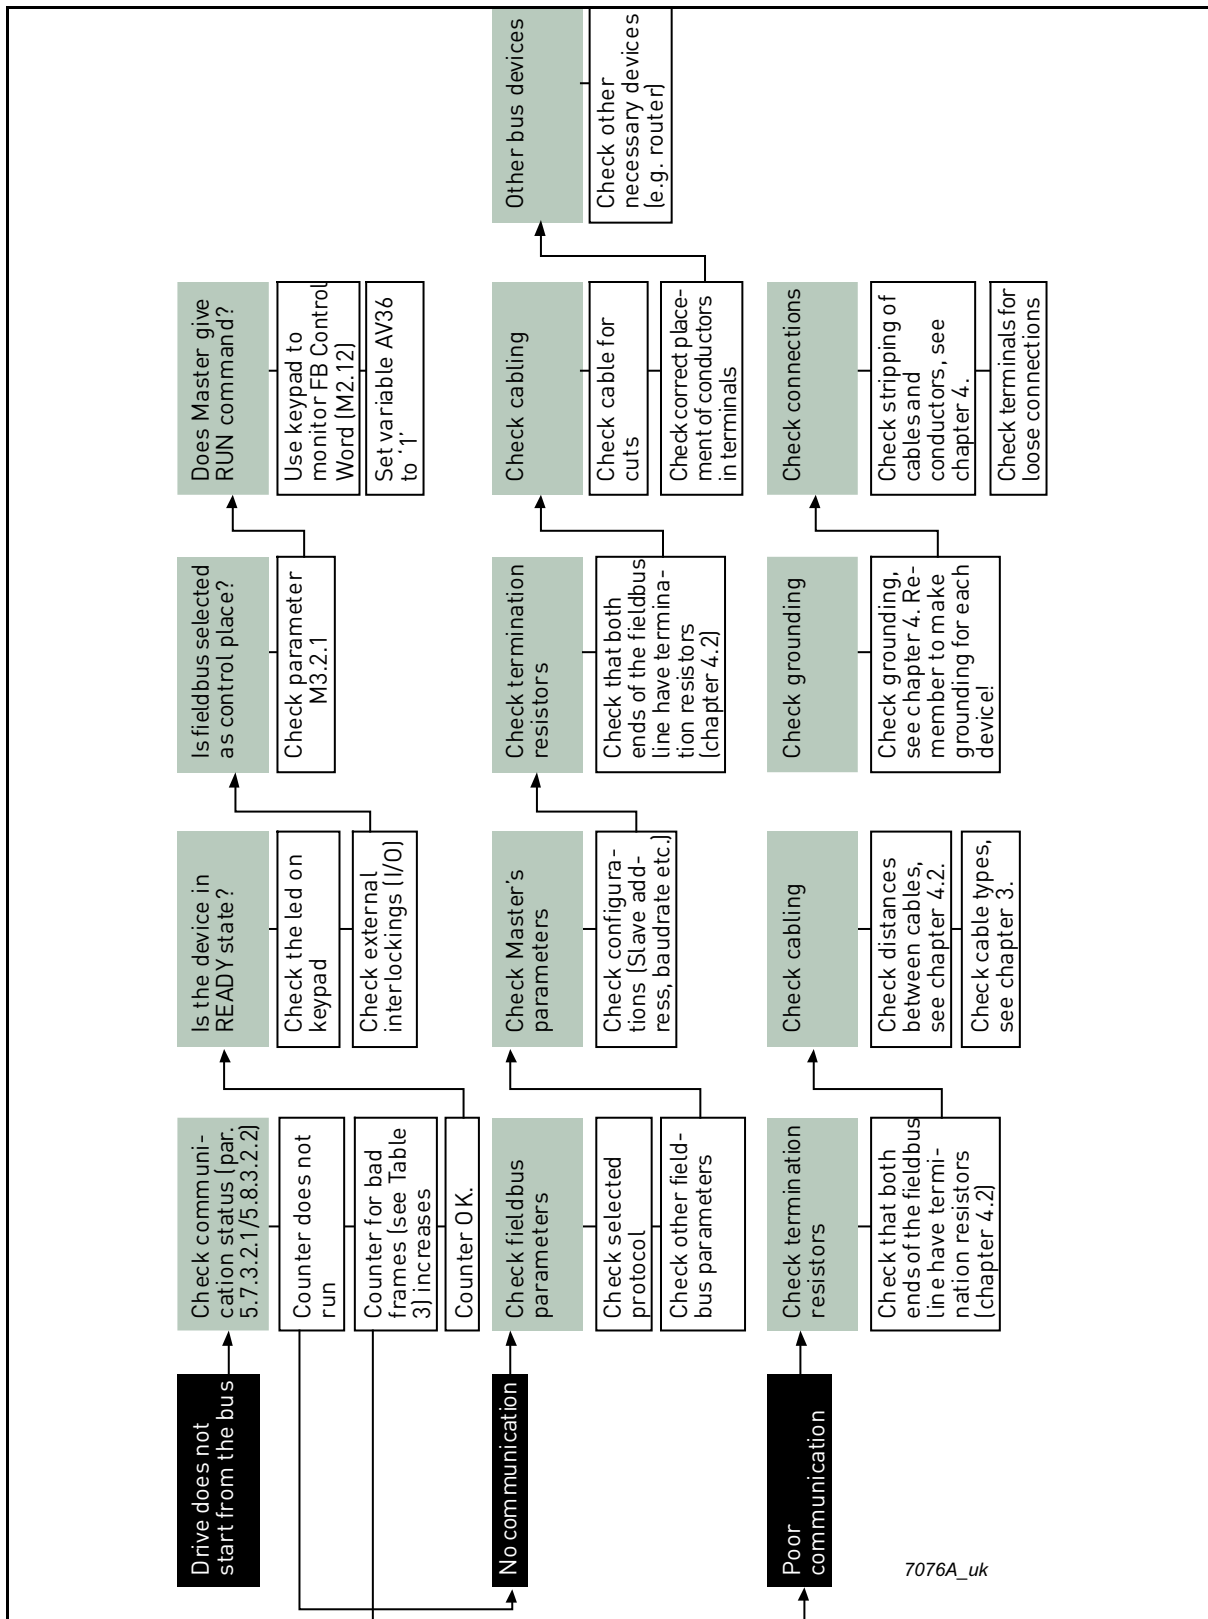 Drive does not
start from the bus
Check communi-
cation status (par.
5.7.3.2.1/5.8.3.2.2)
Counter does not
run
Counter for bad
frames (see Table
3) increases
Counter OK.
Is the device in
READY state?
Check the led on
keypad
Check external
interlockings (I/O)
Is fieldbus selected
as control place?
Check parameter
M3.2.1
Does Master give
RUN command?
Use keypad to
monitor FB Control
Word (M2.12)
Set variable AV36
to ‘1’
No communication
Check fieldbus
parameters
Check selected
protocol
Check other field-
bus parameters
Check Master’s
parameters
Check configura-
tions (Slave add-
ress, baudrate etc.)
Check termination
resistors
Check that both
ends of the fieldbus
line have termina-
tion resistors
(chapter 4.2)
Check cabling
Check cable for
cuts
Check correct place-
ment of conductors
in terminals
Other bus devices
Check other
necessary devices
(e.g. router)
Poor
communication
Check termination
resistors
Check that both
ends of the fieldbus
line have termi-
nation resistors
(chapter 4.2)
Check cabling
Check distances
between cables,
see chapter 4.2.
Check cable types,
see chapter 3.
Check grounding
Check grounding,
see chapter 4. Re-
member to make
grounding for each
device!
Check connections
Check stripping of
cables and
conductors, see
chapter 4.
Check terminals for
loose connections
7076A_uk